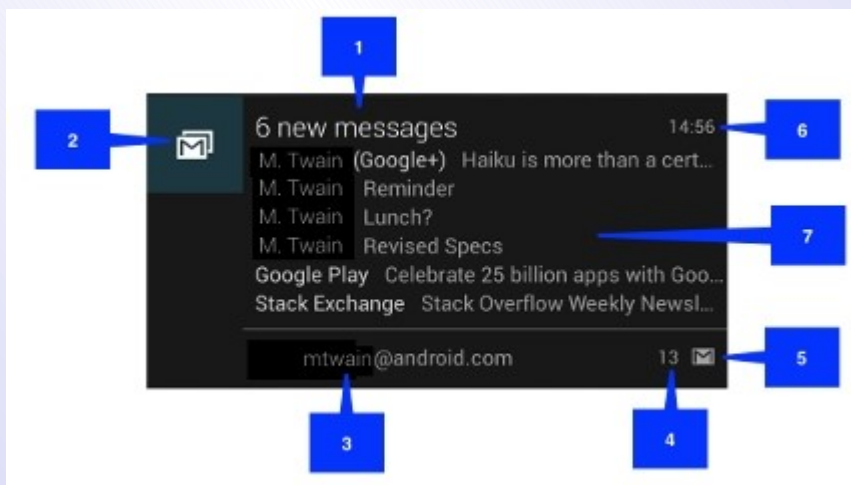 1
2
6 new messages 14:56 6
M. Twain (Google+) Haiku is more than a cert...
M. Twain Reminder
M. Twain Lunch?
M. Twain Revised Specs 7
Google Play Celebrate 25 billion apps with Goo...
Stack Exchange Stack Overflow Weekly Newsl...
mtwain@android.com 13 5
3 4